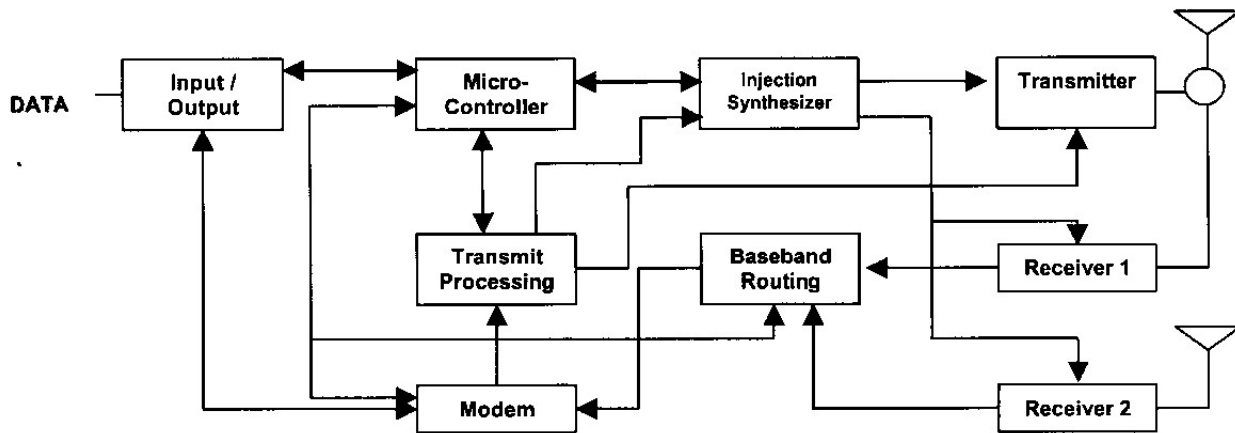 DATA
Input /
Output
Micro-
Controller
Injection
Synthesizer
Transmitter
Transmit
Processing
Baseband
Routing
Receiver 1
Modem
Receiver 2